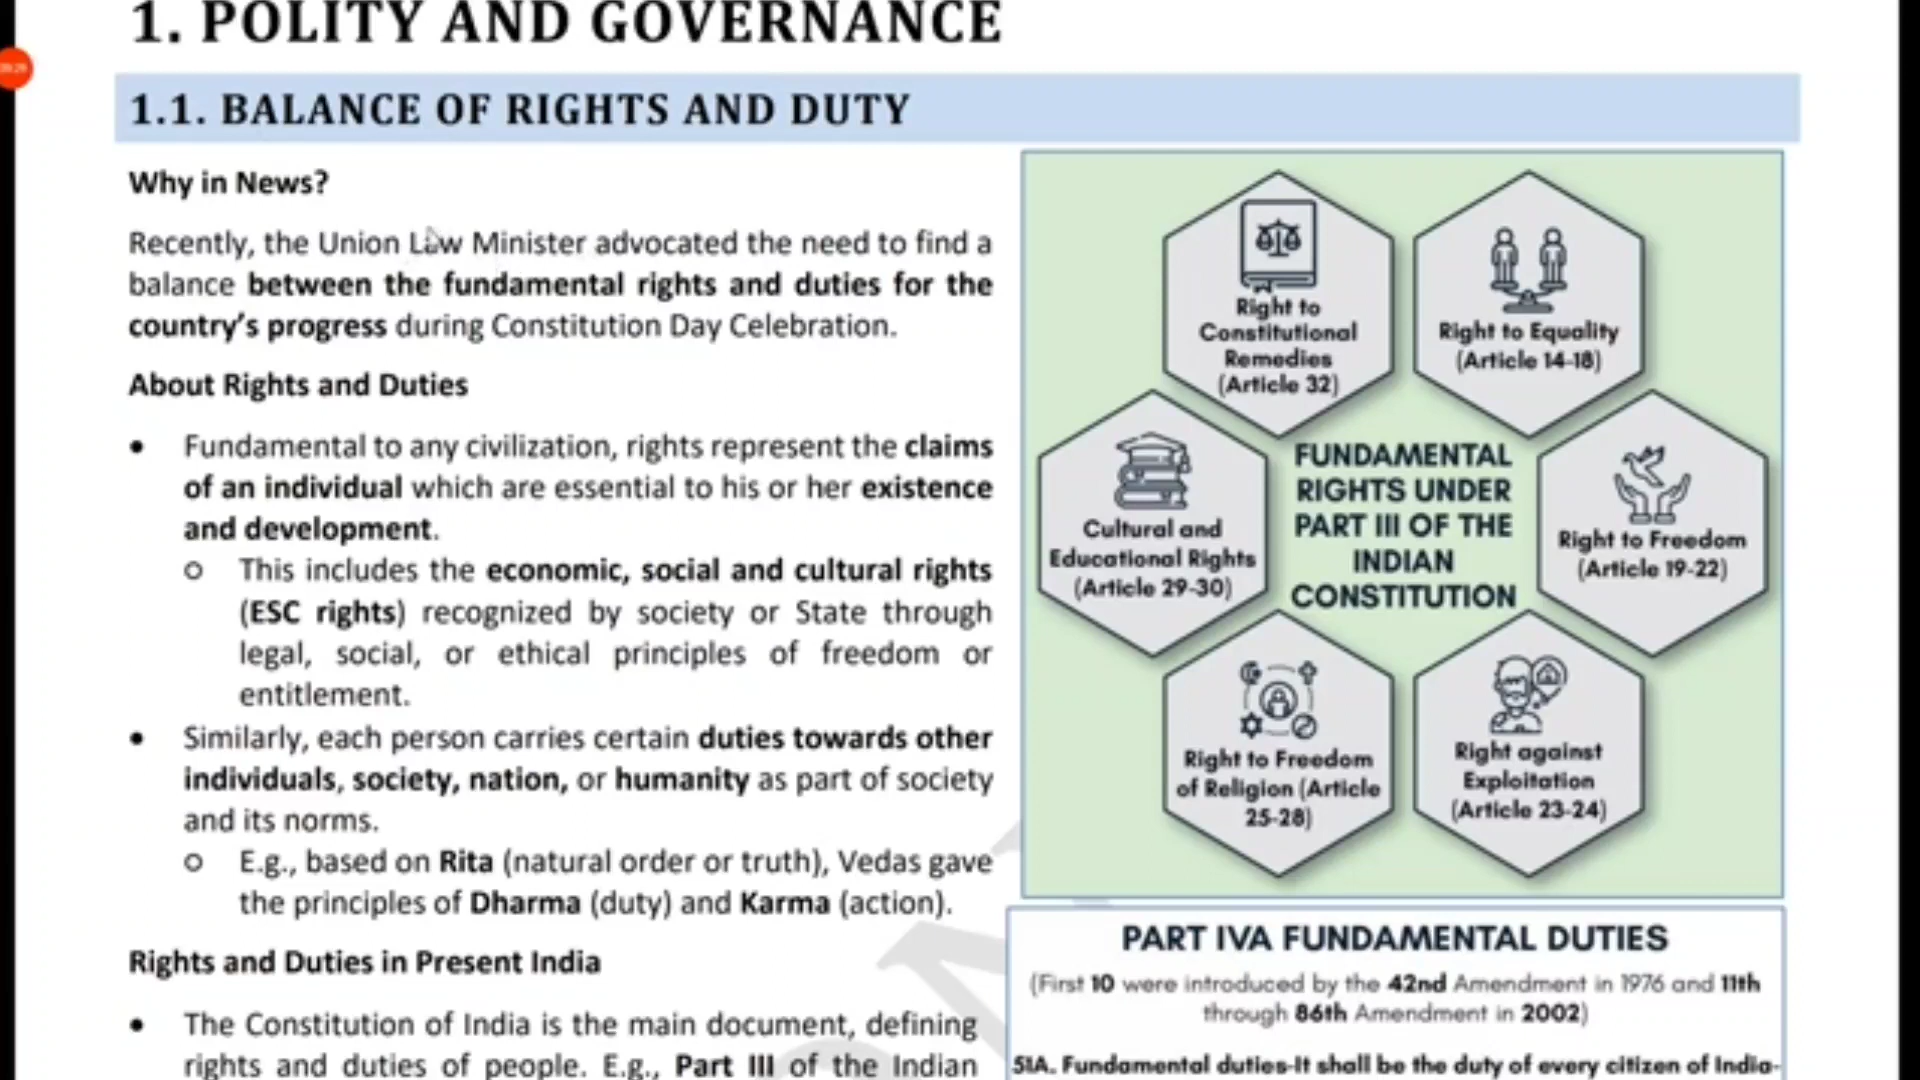 1. POLITY AND GOVERNANCE
1.1. BALANCE OF RIGHTS AND DUTY
Why in News?
Recently, the Union Law Minister advocated the need to find a
balance between the fundamental rights and duties for the
country's progress during Constitution Day Celebration.
About Rights and Duties
• Fundamental to any civilization, rights represent the claims
of an individual which are essential to his or her existence
and development.
o This includes the economic, social and cultural rights
(ESC rights) recognized by society or State through
legal, social, or ethical principles of freedom or
entitlement.
• Similarly, each person carries certain duties towards other
individuals, society, nation, or humanity as part of society
and its norms.
o E.g., based on Rita (natural order or truth), Vedas gave
the principles of Dharma (duty) and Karma (action).
Rights and Duties in Present India
• The Constitution of India is the main document, defining
rights and duties of people. E.g., Part III of the Indian
Right to
Constitutional
Remedies
(Article 32)
Right to Equality
(Article 14-18)
Cultural and
Educational Rights
(Article 29-30)
FUNDAMENTAL
RIGHTS UNDER
PART III OF THE
INDIAN
CONSTITUTION
Right to Freedom
(Article 19-22)
Right to Freedom
of Religion (Article
25-28)
Right against
Exploitation
(Article 23-24)
PART IVA FUNDAMENTAL DUTIES
(First 10 were introduced by the 42nd Amendment in 1976 and 11th
through 86th Amendment in 2002)
51A. Fundamental duties-It shall be the duty of every citizen of India-